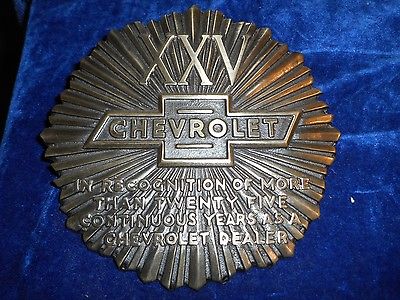 XXV
CHEVROLET
IN RECOGNITION OF MORE
THAN TWENTY FIVE
CONTINUOUS YEARS AS A
CHEVROLET DEALER